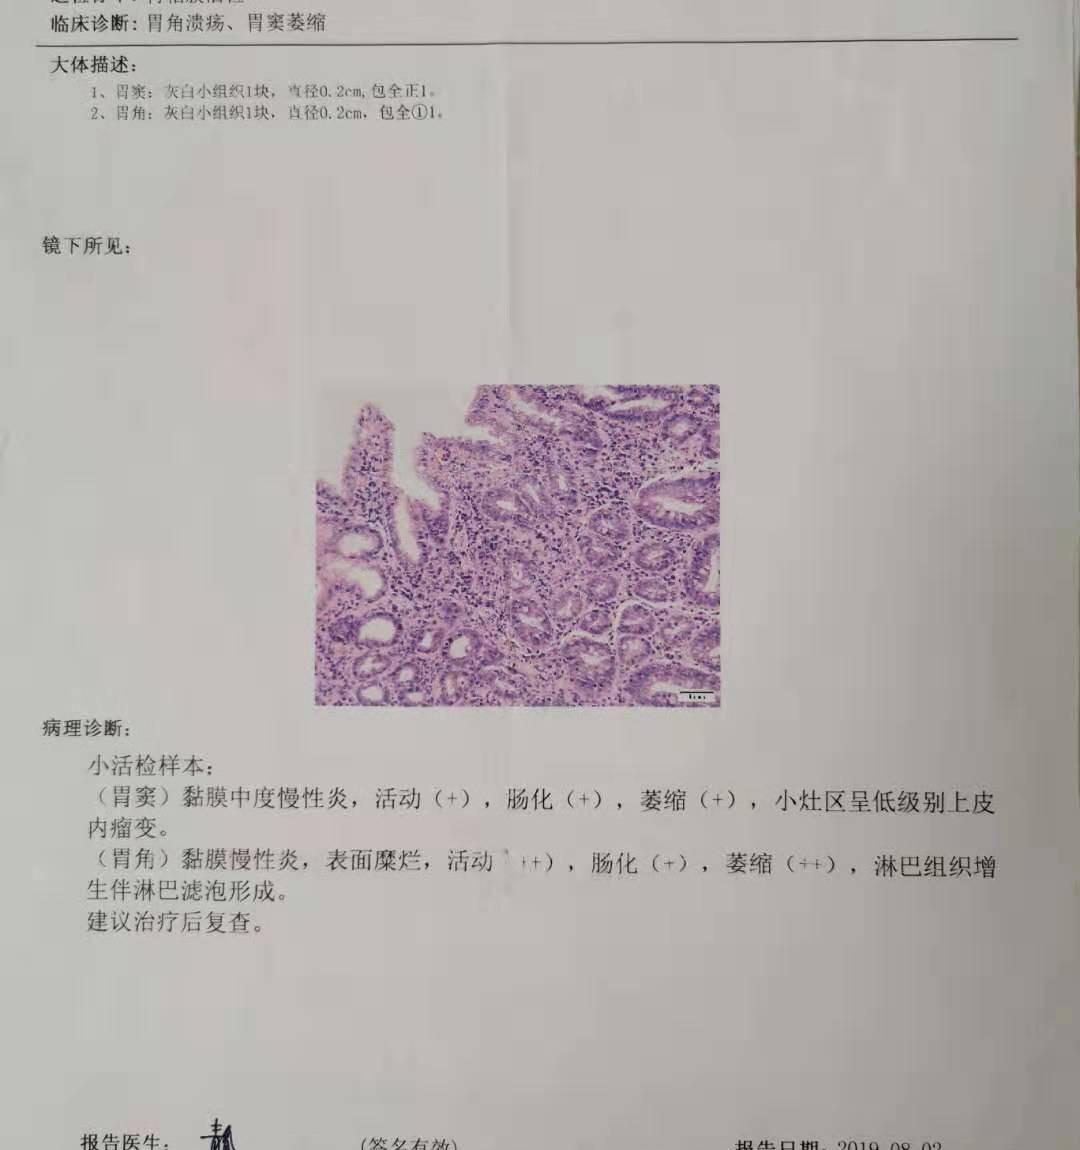 临床诊断: 胃角溃疡、胃窦萎缩
大体描述:
1、胃窦: 灰白小组织1块, 直径0.2cm, 包全正1。
2、胃角: 灰白小组织1块, 直径0.2cm, 包全①1。
镜下所见:
病理诊断:
小活检样本:
（胃窦）黏膜中度慢性炎, 活动（+）, 肠化（+）, 萎缩（+）, 小灶区呈低级别上皮
内瘤变。
（胃角）黏膜慢性炎, 表面糜烂, 活动 ++）, 肠化（+）, 萎缩（++）, 淋巴组织增
生伴淋巴滤泡形成。
建议治疗后复查。
报告医生: (签名有效) 报告日期: 2019-08-02